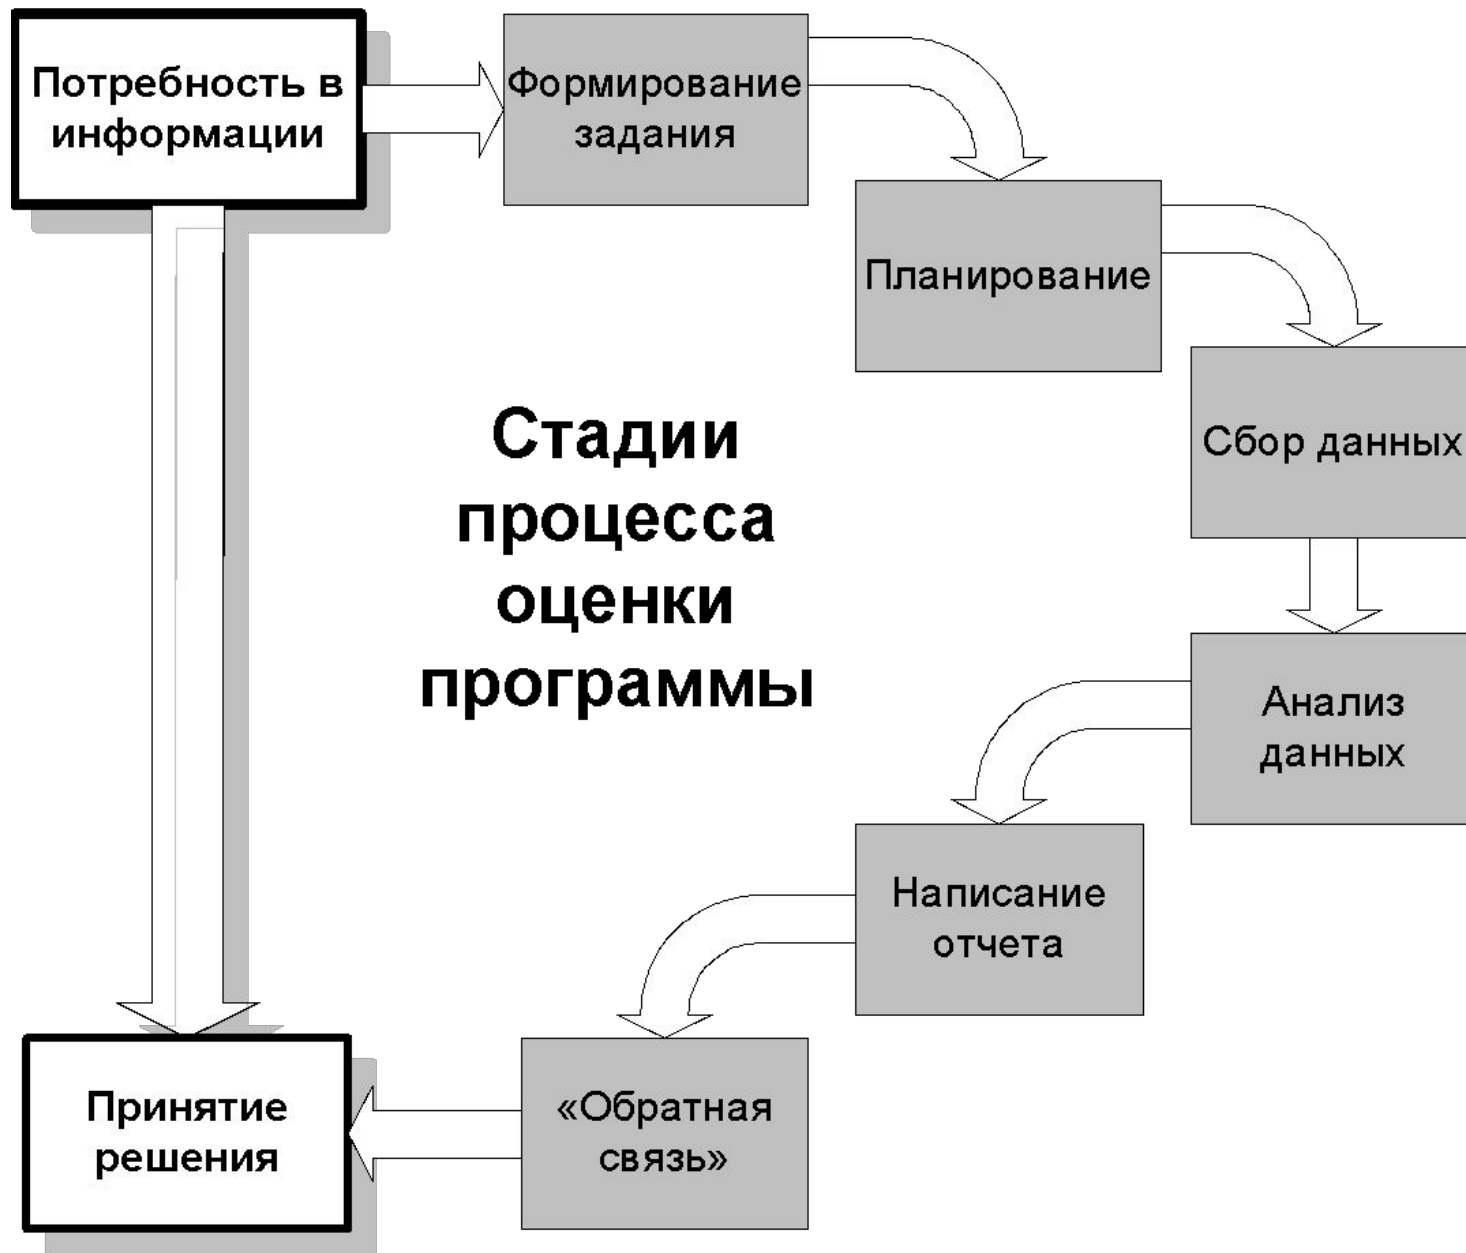 Потребность в
информации
Формирование
задания
Планирование
Сбор данных
Стадии
процесса
оценки
программы
Анализ
данных
Написание
отчета
«Обратная
связь»
Принятие
решения